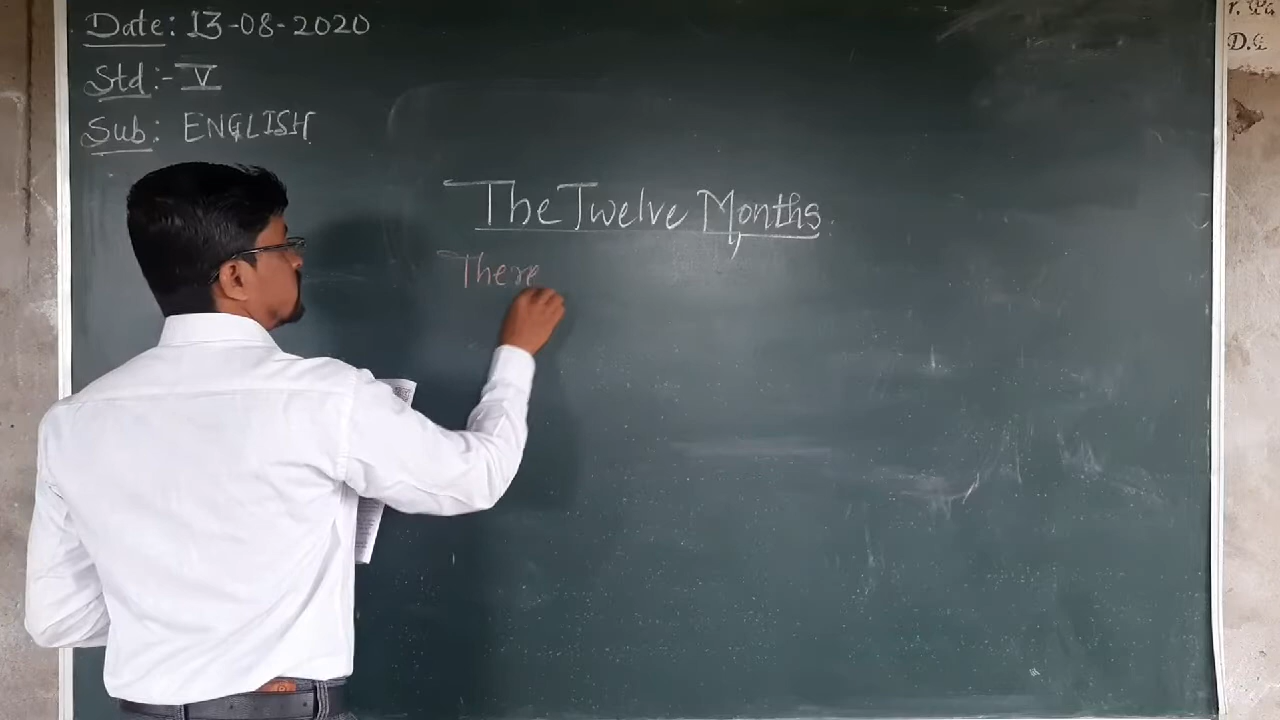 Date: 13-08-2020
Std:- V
Sub: ENGLISH.
The Twelve Months.
There